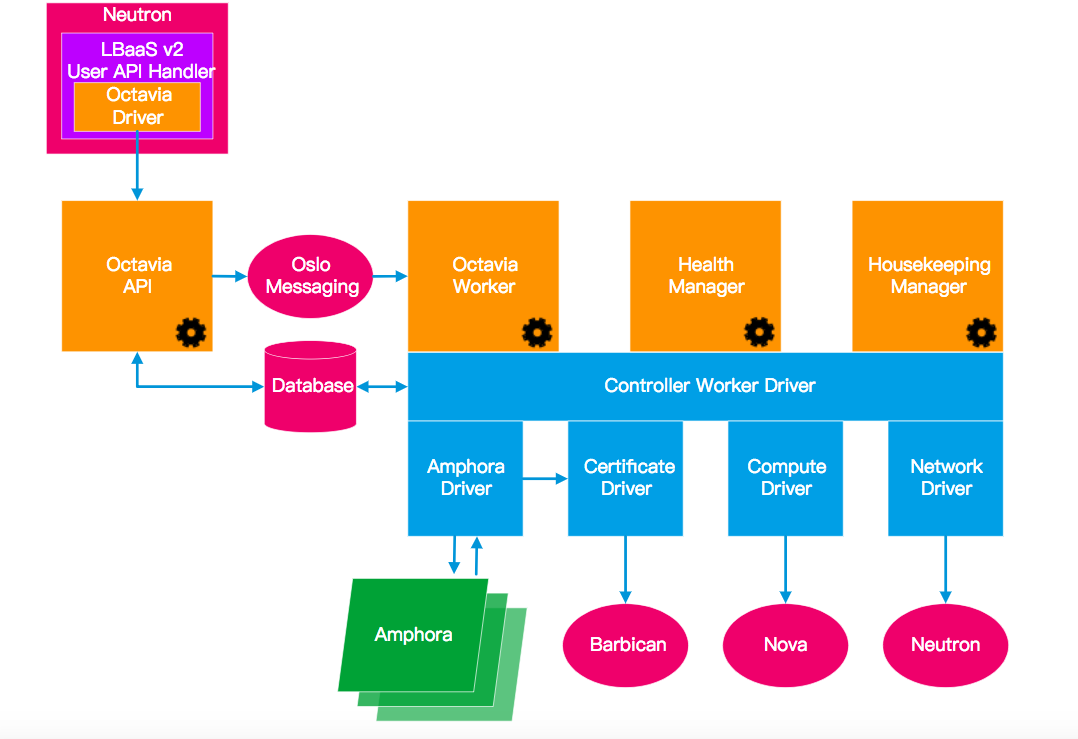 Neutron
LBaaS v2
User API Handler
Octavia
Driver
Octavia
API
Oslo
Messaging
Octavia
Worker
Health
Manager
Housekeeping
Manager
Database
Controller Worker Driver
Amphora
Driver
Certificate
Driver
Compute
Driver
Network
Driver
Amphora
Barbican
Nova
Neutron